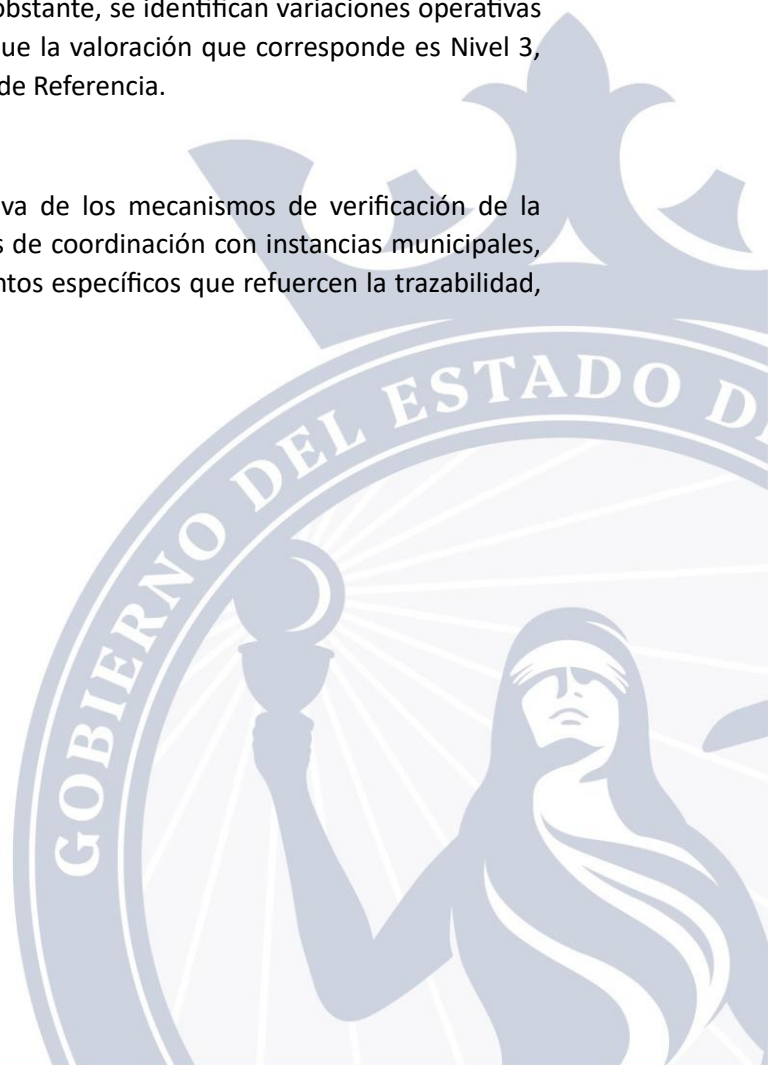 obstante, se identifican variaciones operativas
que la valoración que corresponde es Nivel 3,
de Referencia.
va de los mecanismos de verificación de la
s de coordinación con instancias municipales,
ntos específicos que refuercen la trazabilidad,
GOBIERNO DEL ESTADO D